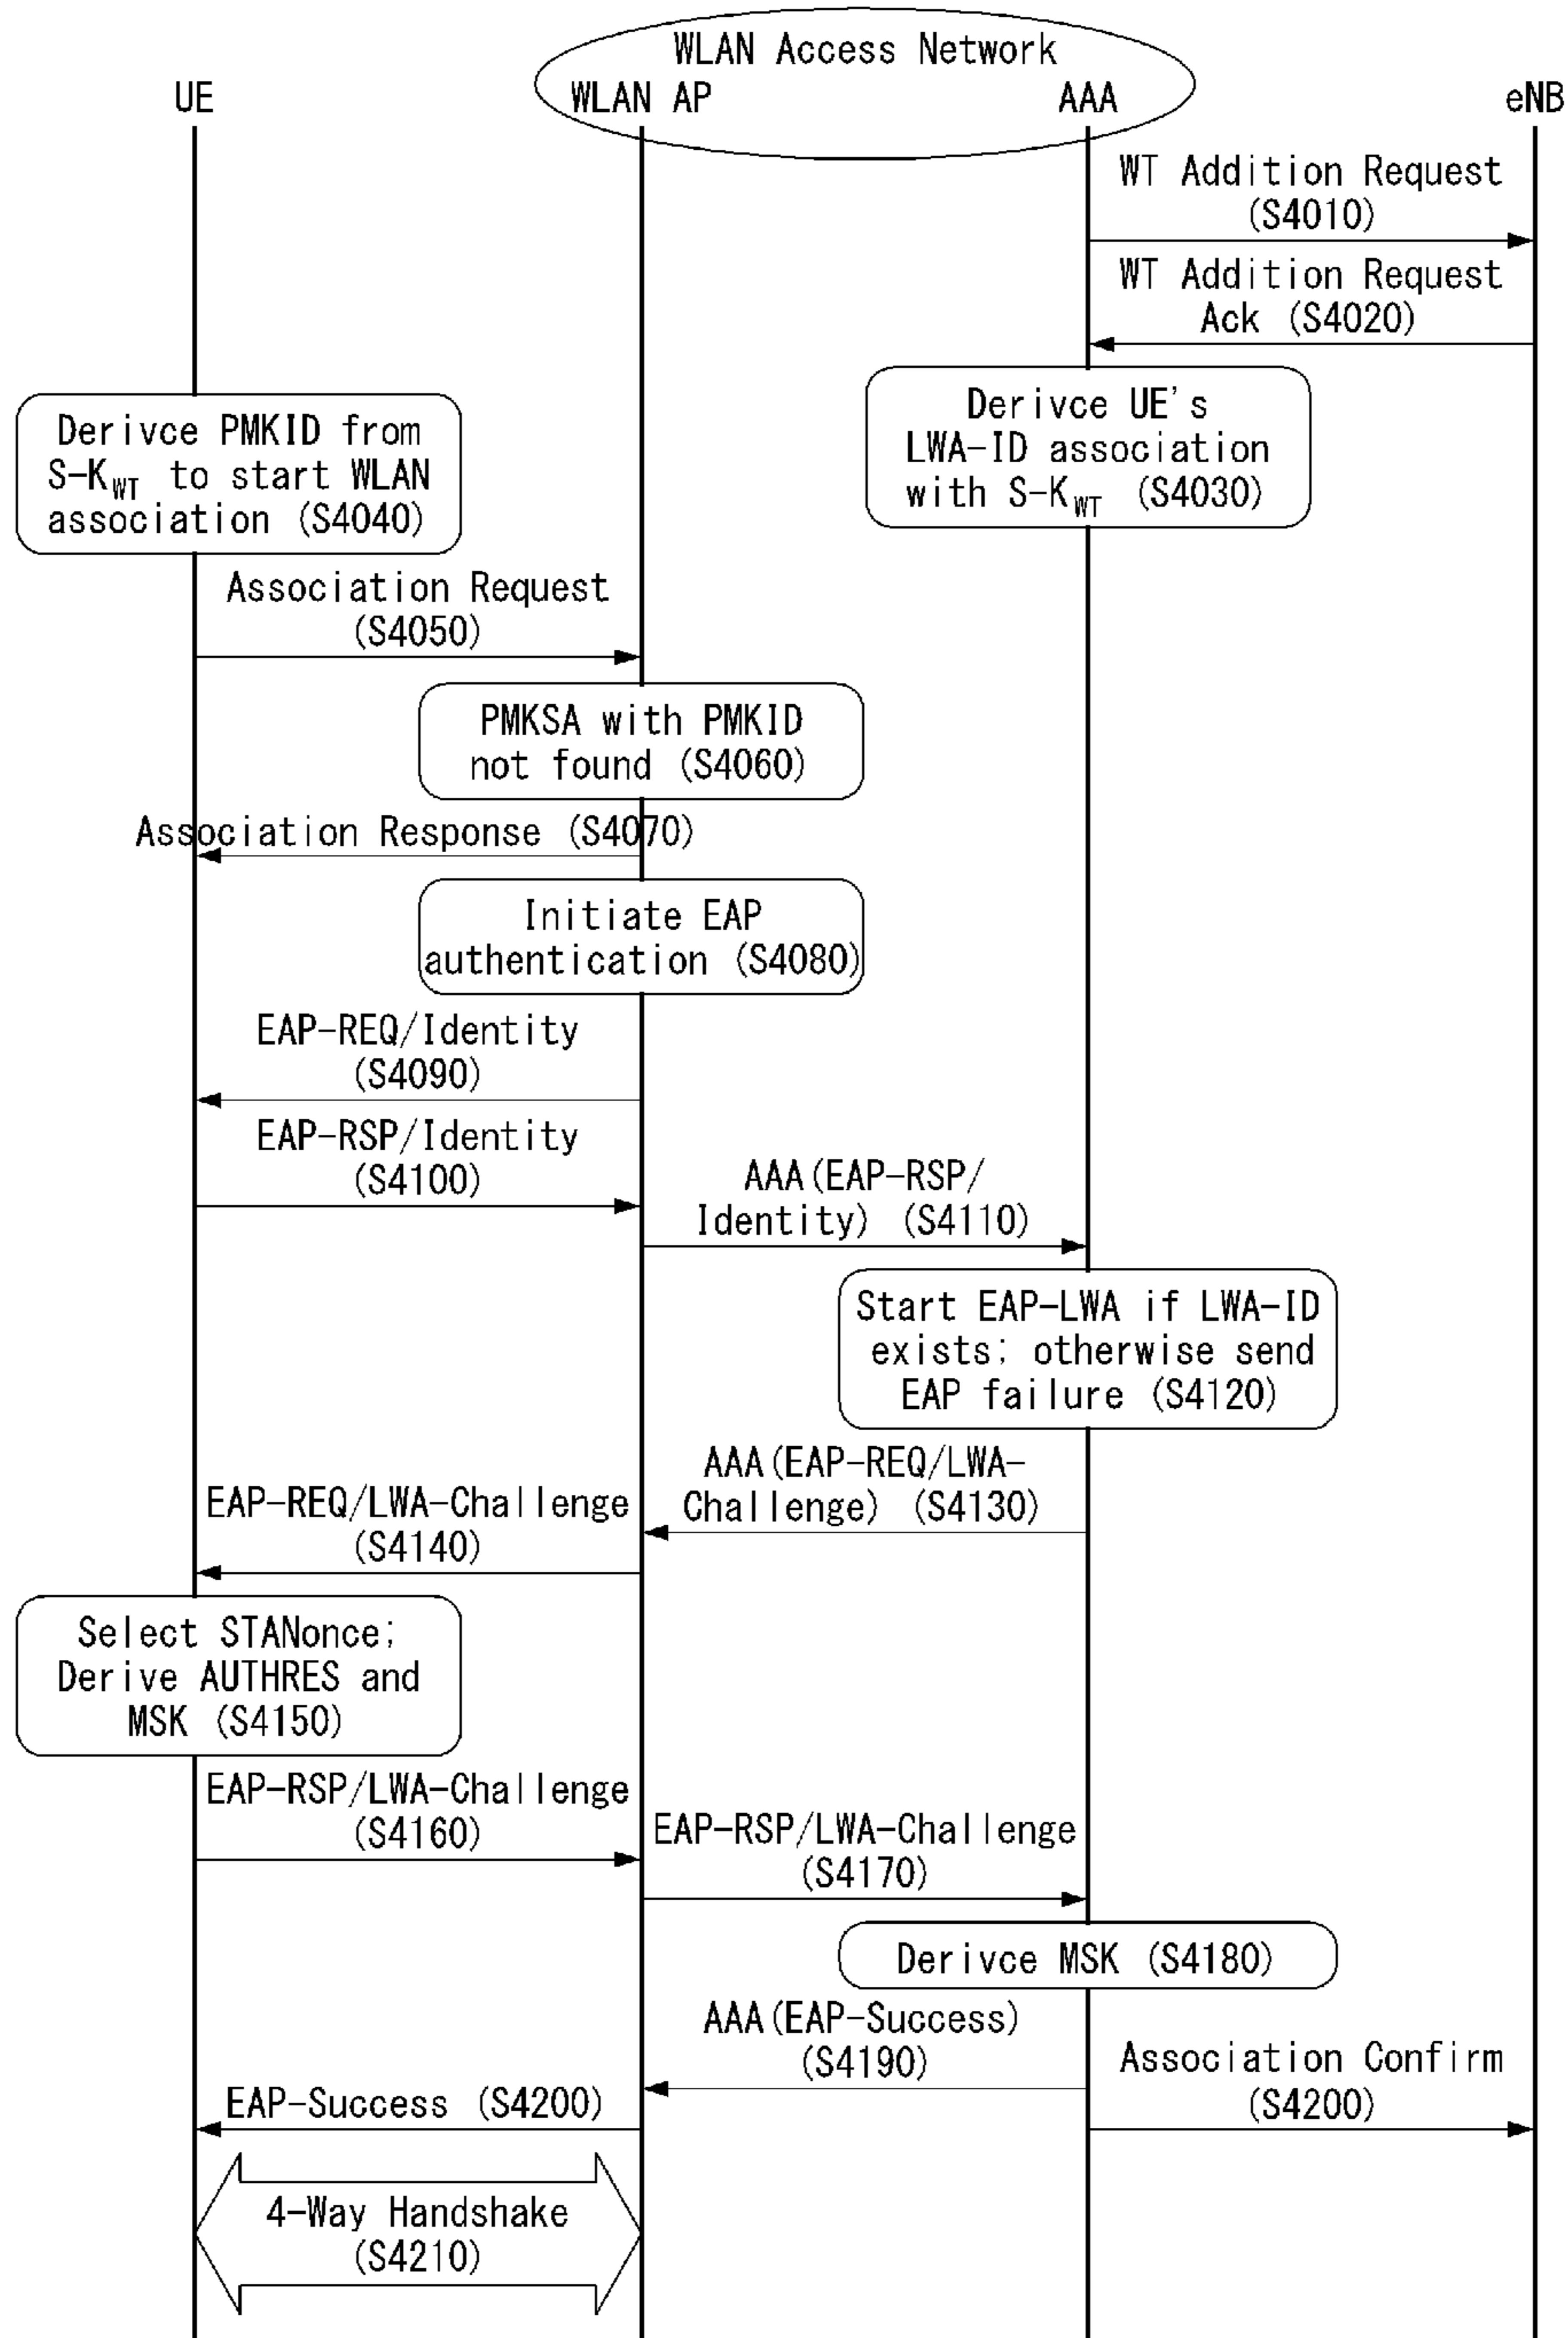 WLAN Access Network
UE
WLAN AP
AAA
eNB
WT Addition Request
(S4010)
WT Addition Request
Ack (S4020)
Derivce UE's
LWA-ID association
with S-K_WT (S4030)
Derivce PMKID from
S-K_WT to start WLAN
association (S4040)
Association Request
(S4050)
PMKSA with PMKID
not found (S4060)
Association Response (S4070)
Initiate EAP
authentication (S4080)
EAP-REQ/Identity
(S4090)
EAP-RSP/Identity
(S4100)
AAA(EAP-RSP/
Identity) (S4110)
Start EAP-LWA if LWA-ID
exists; otherwise send
EAP failure (S4120)
AAA(EAP-REQ/LWA-
Challenge) (S4130)
EAP-REQ/LWA-Challenge
(S4140)
Select STANonce;
Derive AUTHRES and
MSK (S4150)
EAP-RSP/LWA-Challenge
(S4160)
EAP-RSP/LWA-Challenge
(S4170)
Derivce MSK (S4180)
AAA(EAP-Success)
(S4190)
Association Confirm
(S4200)
EAP-Success (S4200)
4-Way Handshake
(S4210)